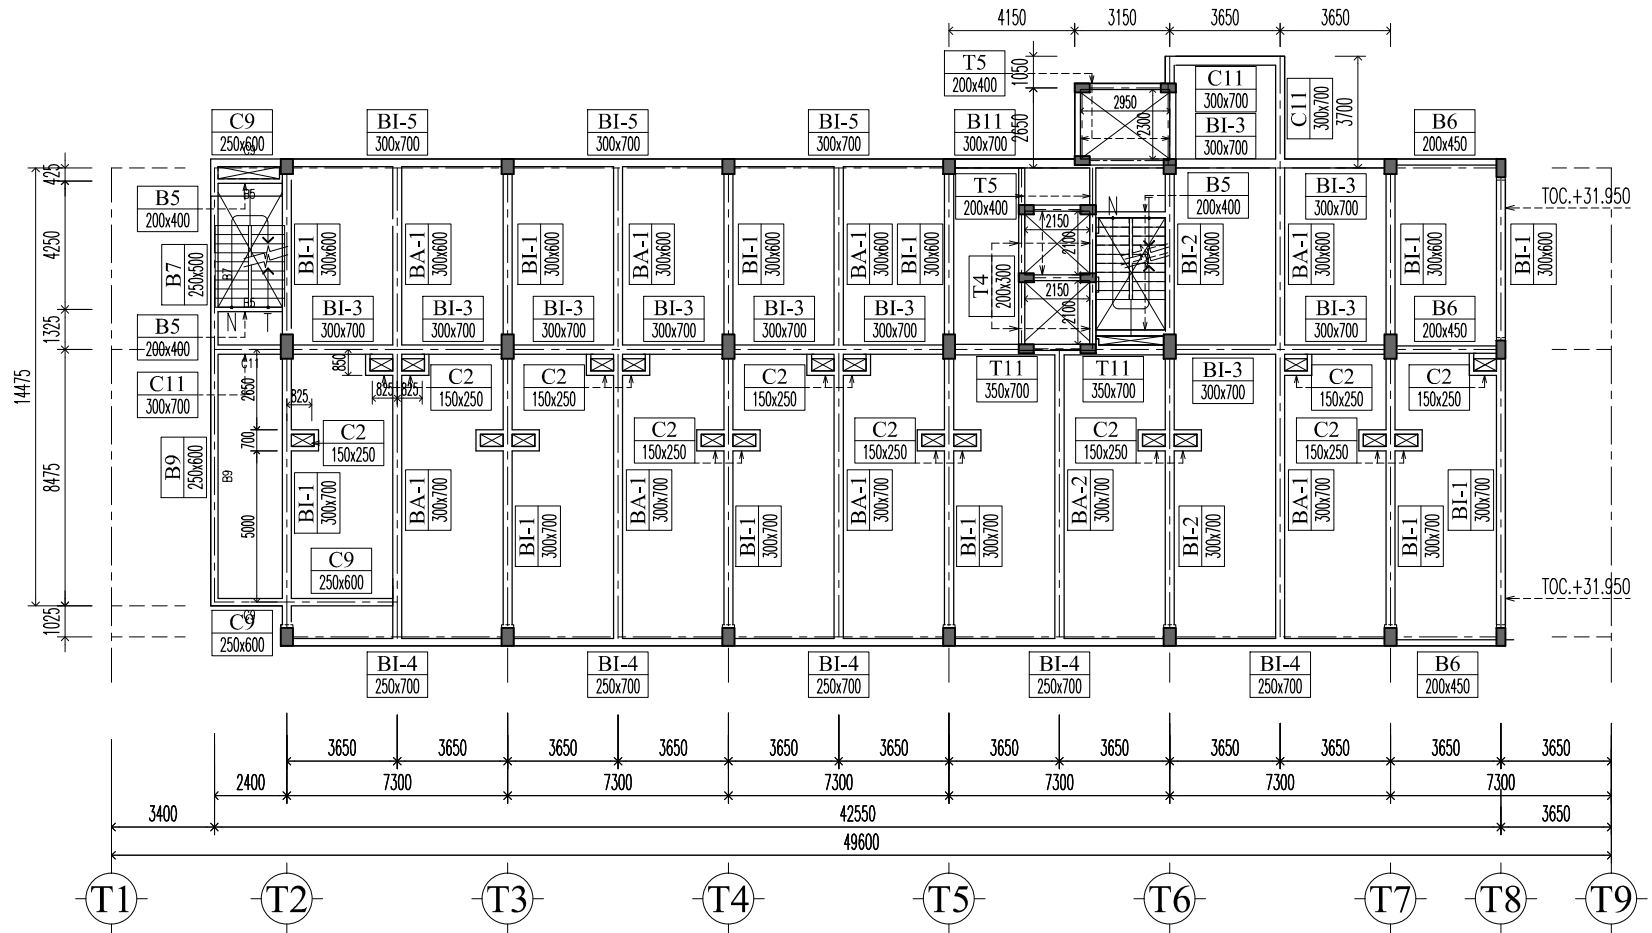 4150 3150 3650 3650
T5
200x400
1050
2650
C11
300x700
BI-3
300x700
C11
300x700
3700
2950
2300
C9
250x600
C9
BI-5
300x700
BI-5
300x700
BI-5
300x700
B11
300x700
B6
200x450
425
4250
1325
14475
8475
1025
B5
200x400
B5
B7
250x500
B7
B5
B5
200x400
N T
C11
300x700
C11
B9
250x600
B9
T5
200x400
N
B5
200x400
BI-3
300x700
TOC.+31.950
BI-1
300x600
BA-1
300x600
BI-1
300x600
BA-1
300x600
BI-1
300x600
BA-1
300x600
BI-1
300x600
2150
2100
T4
200x300
2150
2100
BI-2
300x600
BA-1
300x600
BI-1
300x600
BI-1
300x600
BI-3
300x700
BI-3
300x700
BI-3
300x700
BI-3
300x700
BI-3
300x700
BI-3
300x700
BI-3
300x700
B6
200x450
850
825 825
2650
825
700
5000
C2
150x250
C2
150x250
C2
150x250
T11
350x700
T11
350x700
BI-3
300x700
C2
150x250
C2
150x250
C2
150x250
C2
150x250
C2
150x250
C2
150x250
C2
150x250
BI-1
300x700
BA-1
300x700
BI-1
300x700
BA-1
300x700
BI-1
300x700
BA-1
300x700
BI-1
300x700
BA-2
300x700
BI-2
300x700
BA-1
300x700
BI-1
300x700
BI-1
300x700
C9
250x600
TOC.+31.950
C9
C9
250x600
BI-4
250x700
BI-4
250x700
BI-4
250x700
BI-4
250x700
BI-4
250x700
B6
200x450
3650 3650 3650 3650 3650 3650 3650 3650 3650 3650 3650 3650
2400 7300 7300 7300 7300 7300 7300
3400 42550 3650
49600
T1 T2 T3 T4 T5 T6 T7 T8 T9